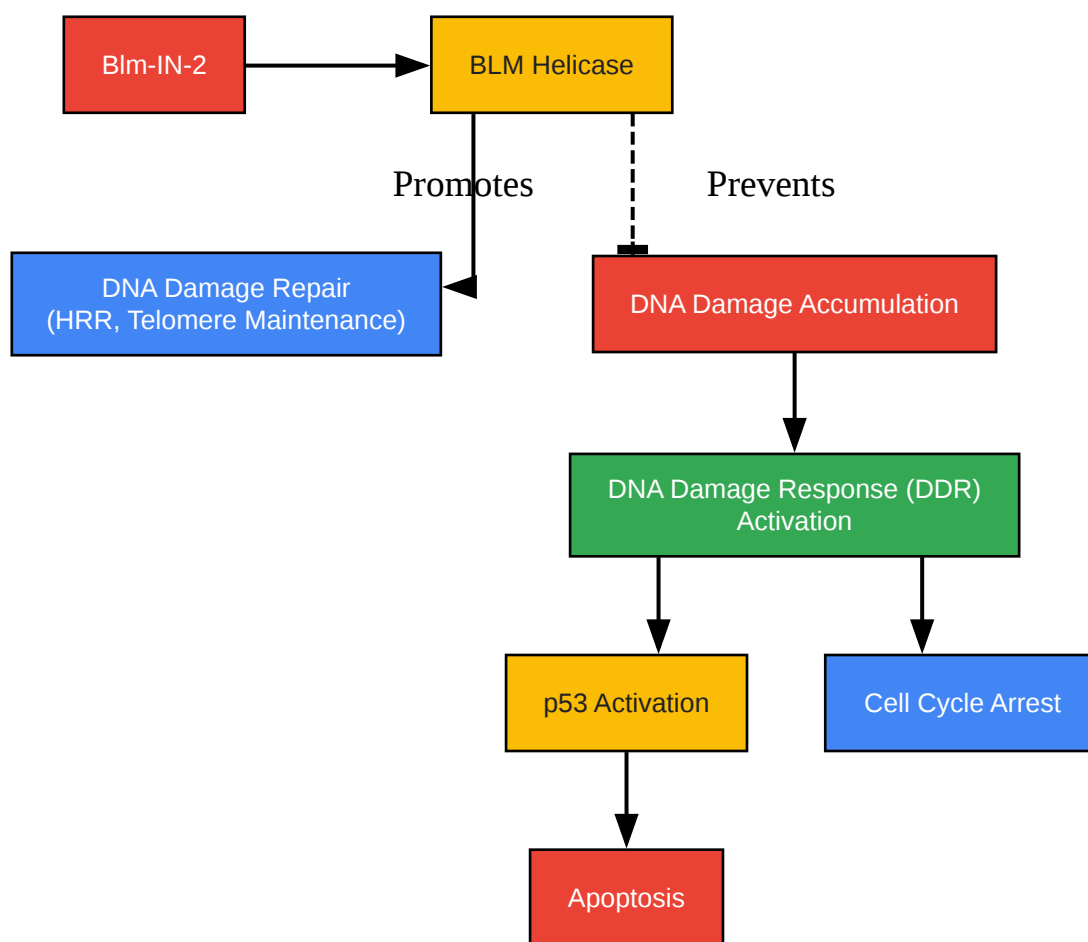 Blm-IN-2
BLM Helicase
Promotes
Prevents
DNA Damage Repair
(HRR, Telomere Maintenance)
DNA Damage Accumulation
DNA Damage Response (DDR)
Activation
p53 Activation
Cell Cycle Arrest
Apoptosis